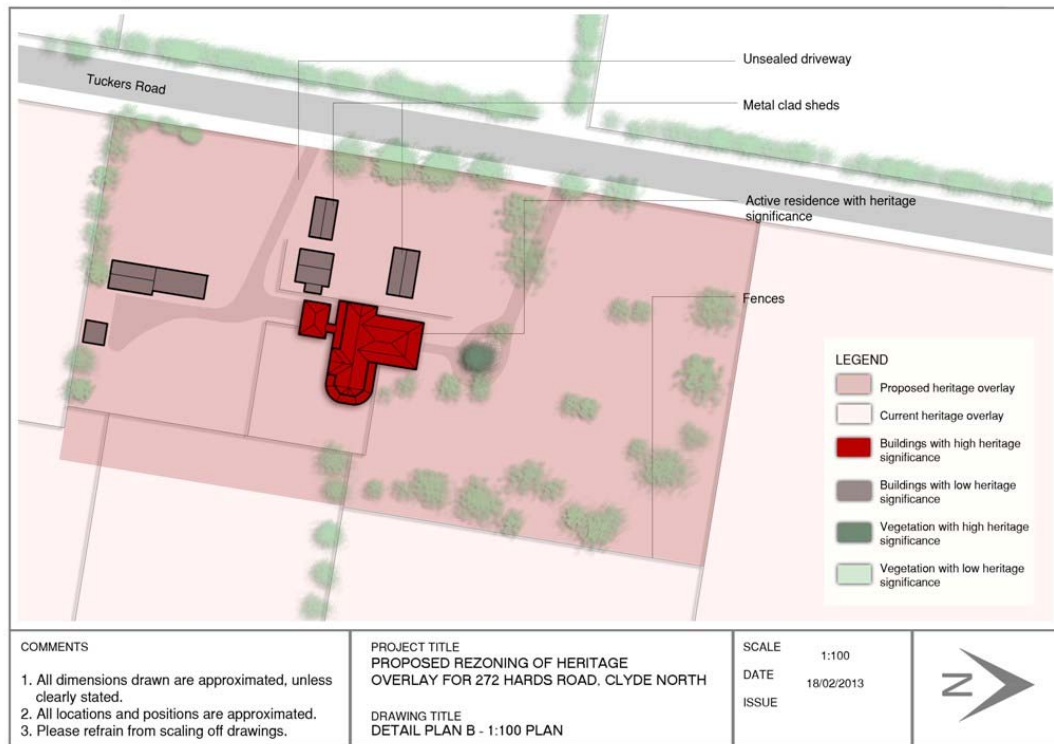 Tuckers Road
Unsealed driveway
Metal clad sheds
Active residence with heritage
significance
Fences
LEGEND
Proposed heritage overlay
Current heritage overlay
Buildings with high heritage
significance
Buildings with low heritage
significance
Vegetation with high heritage
significance
Vegetation with low heritage
significance
COMMENTS
1. All dimensions drawn are approximated, unless
clearly stated.
2. All locations and positions are approximated.
3. Please refrain from scaling off drawings.
PROJECT TITLE
PROPOSED REZONING OF HERITAGE
OVERLAY FOR 272 HARDS ROAD, CLYDE NORTH
DRAWING TITLE
DETAIL PLAN B - 1:100 PLAN
SCALE 1:100
DATE 18/02/2013
ISSUE
N